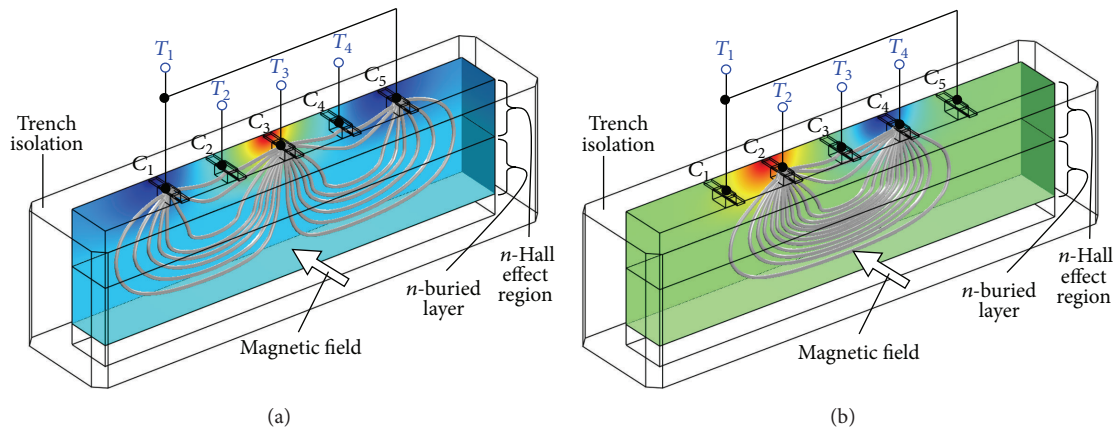 T₁
T₂
T₃
T₄
C₁
C₂
C₃
C₄
C₅
Trench
isolation
n-Hall
effect
region
n-buried
layer
Magnetic field
(a)
T₁
T₂
T₃
T₄
C₁
C₂
C₃
C₄
C₅
Trench
isolation
n-Hall
effect
region
n-buried
layer
Magnetic field
(b)